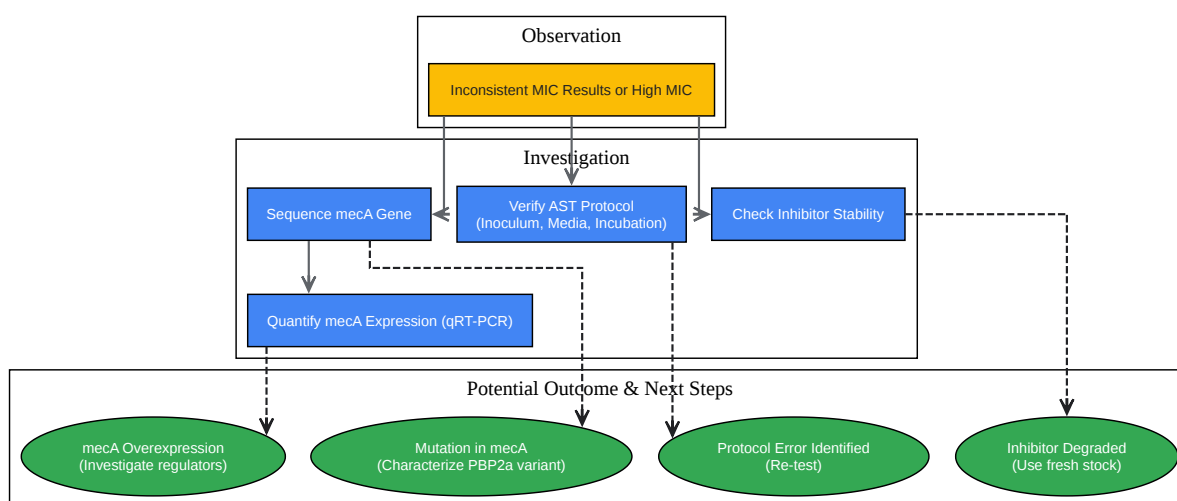 Observation
Inconsistent MIC Results or High MIC
Investigation
Sequence mecA Gene
Verify AST Protocol
(Inoculum, Media, Incubation)
Check Inhibitor Stability
Quantify mecA Expression (qRT-PCR)
Potential Outcome & Next Steps
mecA Overexpression
(Investigate regulators)
Mutation in mecA
(Characterize PBP2a variant)
Protocol Error Identified
(Re-test)
Inhibitor Degraded
(Use fresh stock)